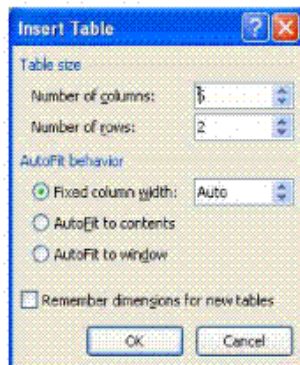 Insert Table
Table size
Number of columns:
Number of rows: 2
AutoFit behavior
Fixed column width: Auto
AutoFit to contents
AutoFit to window
Remember dimensions for new tables
OK Cancel